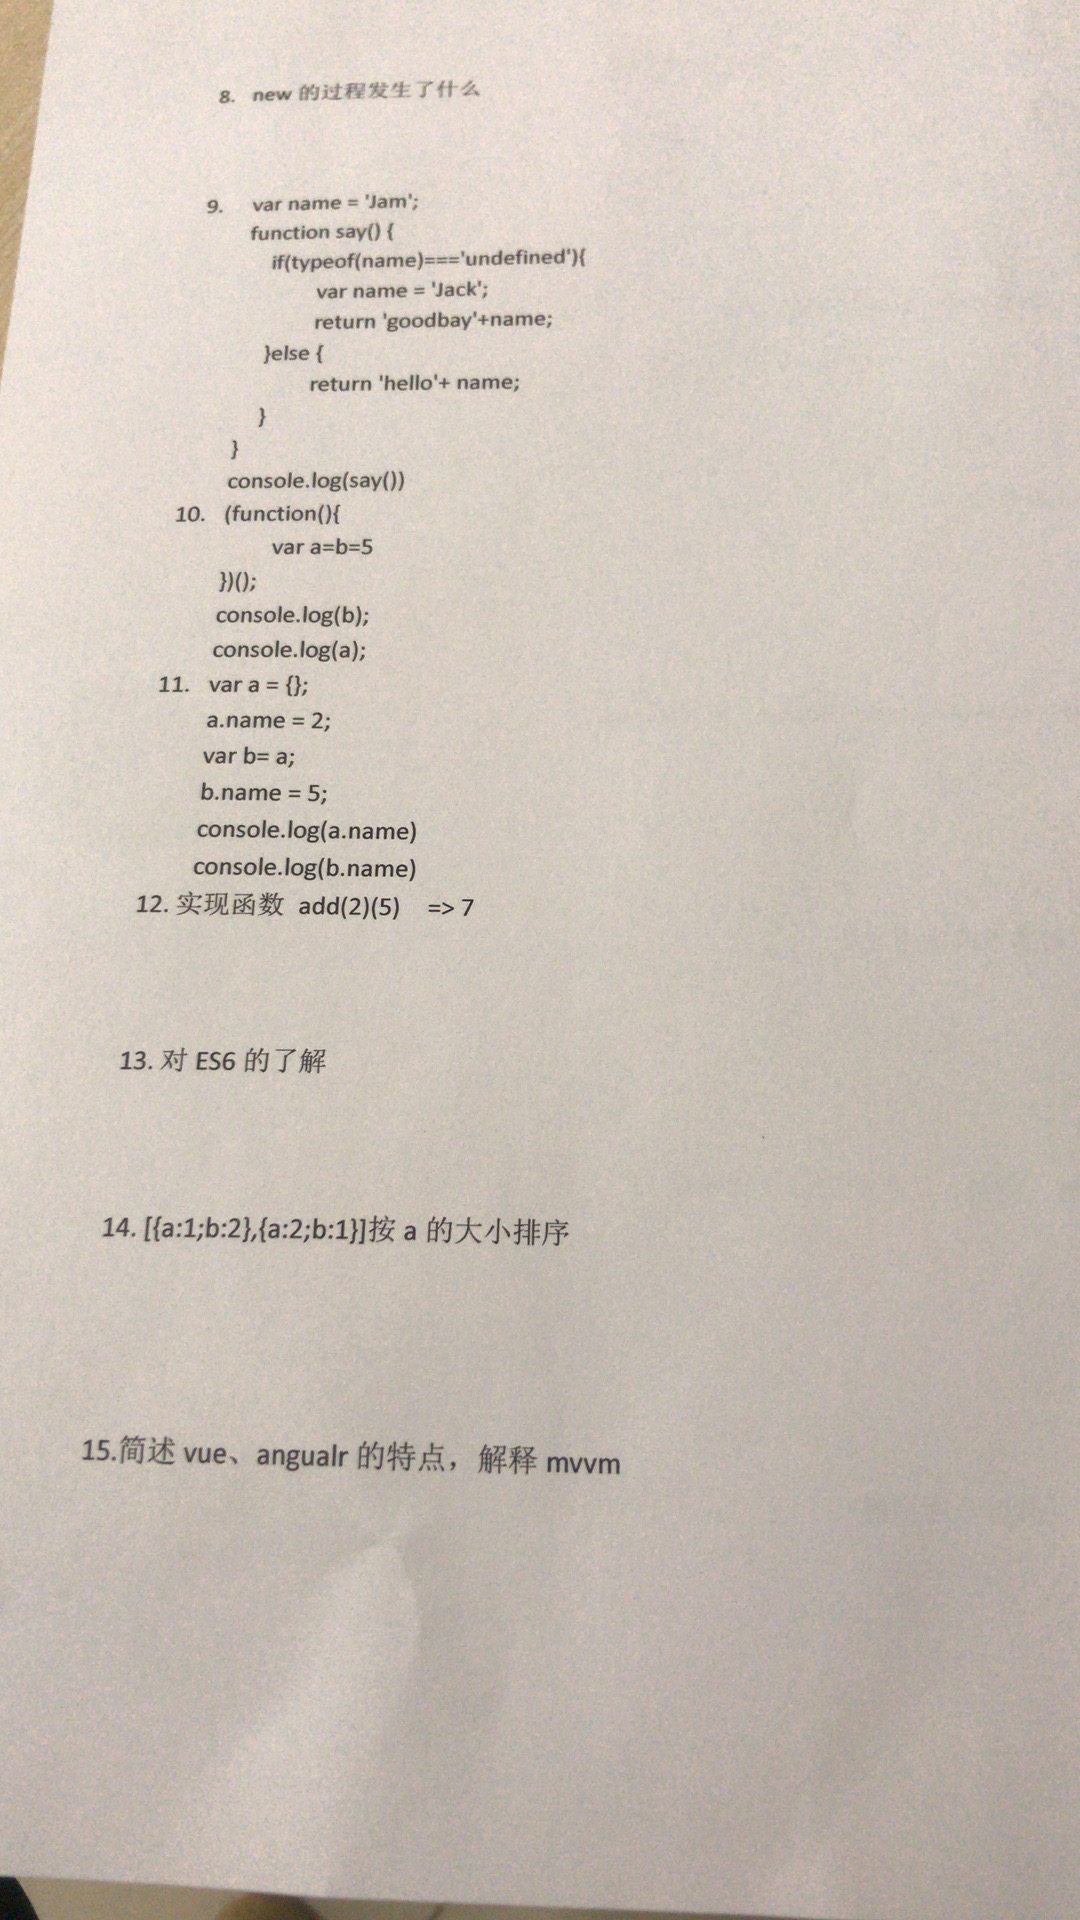 8. new 的过程发生了什么
9. var name = 'Jam';
function say() {
if(typeof(name)==='undefined'){
var name = 'Jack';
return 'goodbay'+name;
}else {
return 'hello'+ name;
}
}
console.log(say())
10. (function(){
var a=b=5
})();
console.log(b);
console.log(a);
11. var a = {};
a.name = 2;
var b= a;
b.name = 5;
console.log(a.name)
console.log(b.name)
12. 实现函数 add(2)(5) => 7
13. 对 ES6 的了解
14. [{a:1;b:2},{a:2;b:1}]按 a 的大小排序
15.简述 vue、angualr 的特点，解释 mvvm